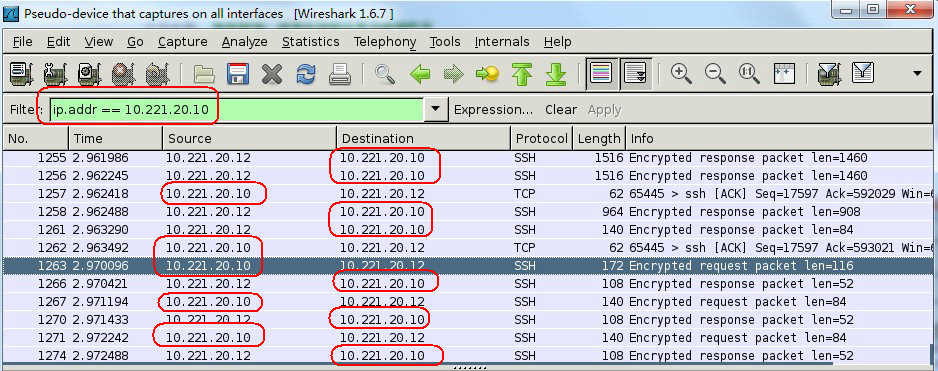 Pseudo-device that captures on all interfaces [Wireshark 1.6.7 ]
File Edit View Go Capture Analyze Statistics Telephony Tools Internals Help
Filter: ip.addr == 10.221.20.10 Expression... Clear Apply
No. Time Source Destination Protocol Length Info
1255 2.961986 10.221.20.12 10.221.20.10 SSH 1516 Encrypted response packet len=1460
1256 2.962245 10.221.20.12 10.221.20.10 SSH 1516 Encrypted response packet len=1460
1257 2.962418 10.221.20.10 10.221.20.12 TCP 62 65445 > ssh [ACK] Seq=17597 Ack=592029 Win=6
1258 2.962488 10.221.20.12 10.221.20.10 SSH 964 Encrypted response packet len=908
1261 2.963290 10.221.20.12 10.221.20.10 SSH 140 Encrypted response packet len=84
1262 2.963492 10.221.20.10 10.221.20.12 TCP 62 65445 > ssh [ACK] Seq=17597 Ack=593021 Win=6
1263 2.970096 10.221.20.10 10.221.20.12 SSH 172 Encrypted request packet len=116
1266 2.970421 10.221.20.12 10.221.20.10 SSH 108 Encrypted response packet len=52
1267 2.971194 10.221.20.10 10.221.20.12 SSH 140 Encrypted request packet len=84
1270 2.971433 10.221.20.12 10.221.20.10 SSH 108 Encrypted response packet len=52
1271 2.972242 10.221.20.10 10.221.20.12 SSH 140 Encrypted request packet len=84
1274 2.972488 10.221.20.12 10.221.20.10 SSH 108 Encrypted response packet len=52